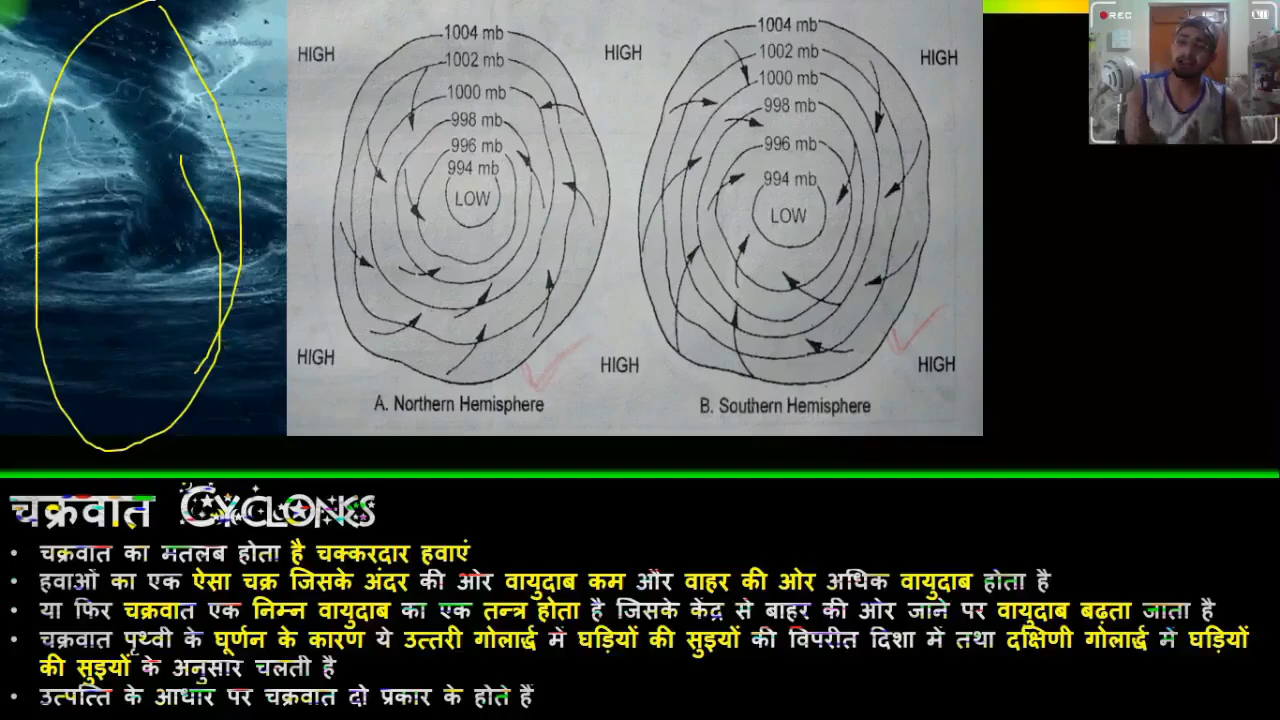 HIGH
1004 mb
1002 mb
1000 mb
998 mb
996 mb
994 mb
LOW
HIGH
1004 mb
1002 mb
1000 mb
998 mb
996 mb
994 mb
LOW
HIGH
HIGH
HIGH
HIGH
A. Northern Hemisphere
B. Southern Hemisphere
REC
चक्रवात CYCLONES
• चक्रवात का मतलब होता है चक्करदार हवाएं
• हवाओं का एक ऐसा चक्र जिसके अंदर की ओर वायुदाब कम और वाहर की ओर अधिक वायुदाब होता है
• या फिर चक्रवात एक निम्न वायुदाब का एक तन्त्र होता है जिसके केंद्र से बाहर की ओर जाने पर वायुदाब बढ़ता जाता है
• चक्रवात पृथ्वी के घूर्णन के कारण ये उत्तरी गोलार्द्ध में घड़ियों की सुइयों की विपरीत दिशा में तथा दक्षिणी गोलार्द्ध में घड़ियों
की सुइयों के अनुसार चलती है
• उत्पत्ति के आधार पर चक्रवात दो प्रकार के होते हैं